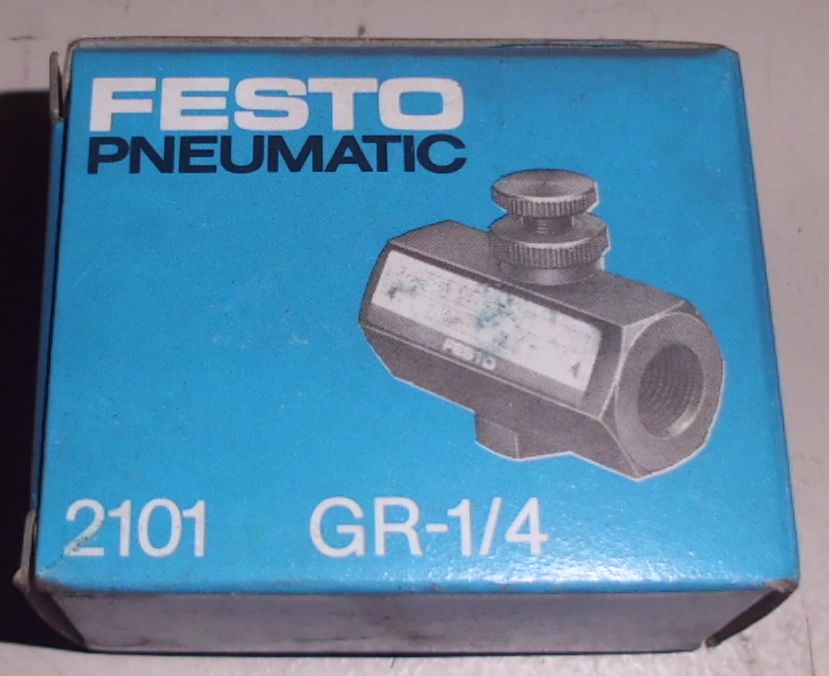 FESTO
PNEUMATIC
FESTO
2101 GR-1/4